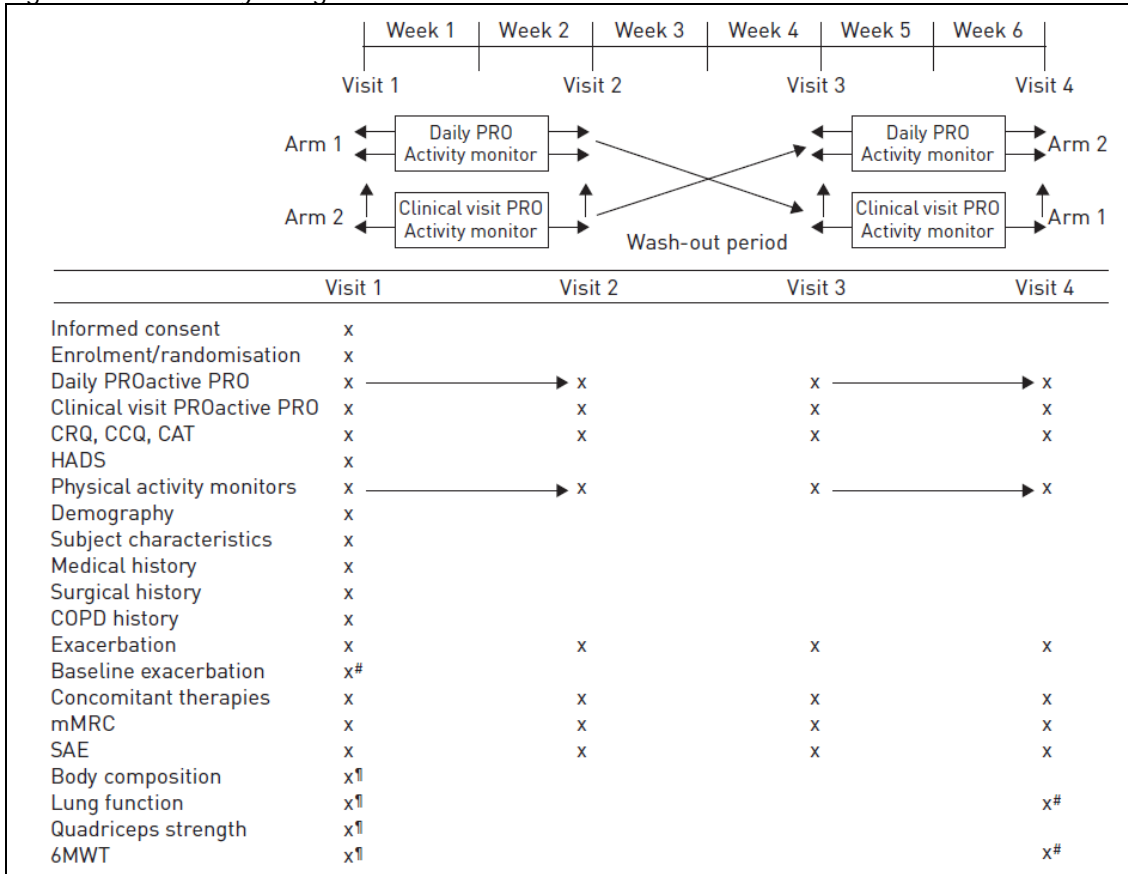 Week 1 Week 2 Week 3 Week 4 Week 5 Week 6
Visit 1 Visit 2 Visit 3 Visit 4
Arm 1 Daily PRO Daily PRO Arm 2
Activity monitor Activity monitor
Arm 2 Clinical visit PRO Clinical visit PRO Arm 1
Activity monitor Activity monitor
Wash-out period
Visit 1 Visit 2 Visit 3 Visit 4
Informed consent x
Enrolment/randomisation x
Daily PROactive PRO x x x x
Clinical visit PROactive PRO x x x x
CRQ, CCQ, CAT x x x x
HADS x
Physical activity monitors x x x x
Demography x
Subject characteristics x
Medical history x
Surgical history x
COPD history x
Exacerbation x x x x
Baseline exacerbation x#
Concomitant therapies x x x x
mMRC x x x x
SAE x x x x
Body composition x¶
Lung function x¶ x#
Quadriceps strength x¶
6MWT x¶ x#